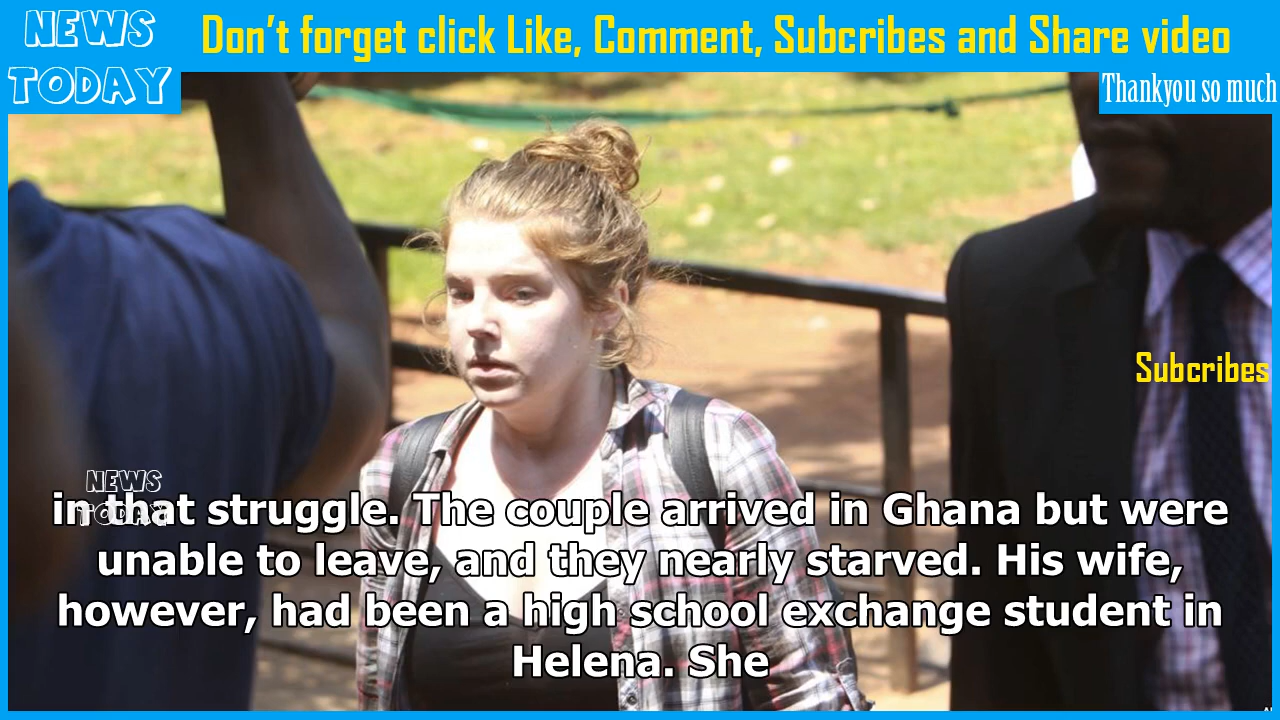 NEWS
TODAY
Don't forget click Like, Comment, Subcribes and Share video
Thankyou so much
Subcribes
NEWS
TODAY
in that struggle. The couple arrived in Ghana but were
unable to leave, and they nearly starved. His wife,
however, had been a high school exchange student in
Helena. She